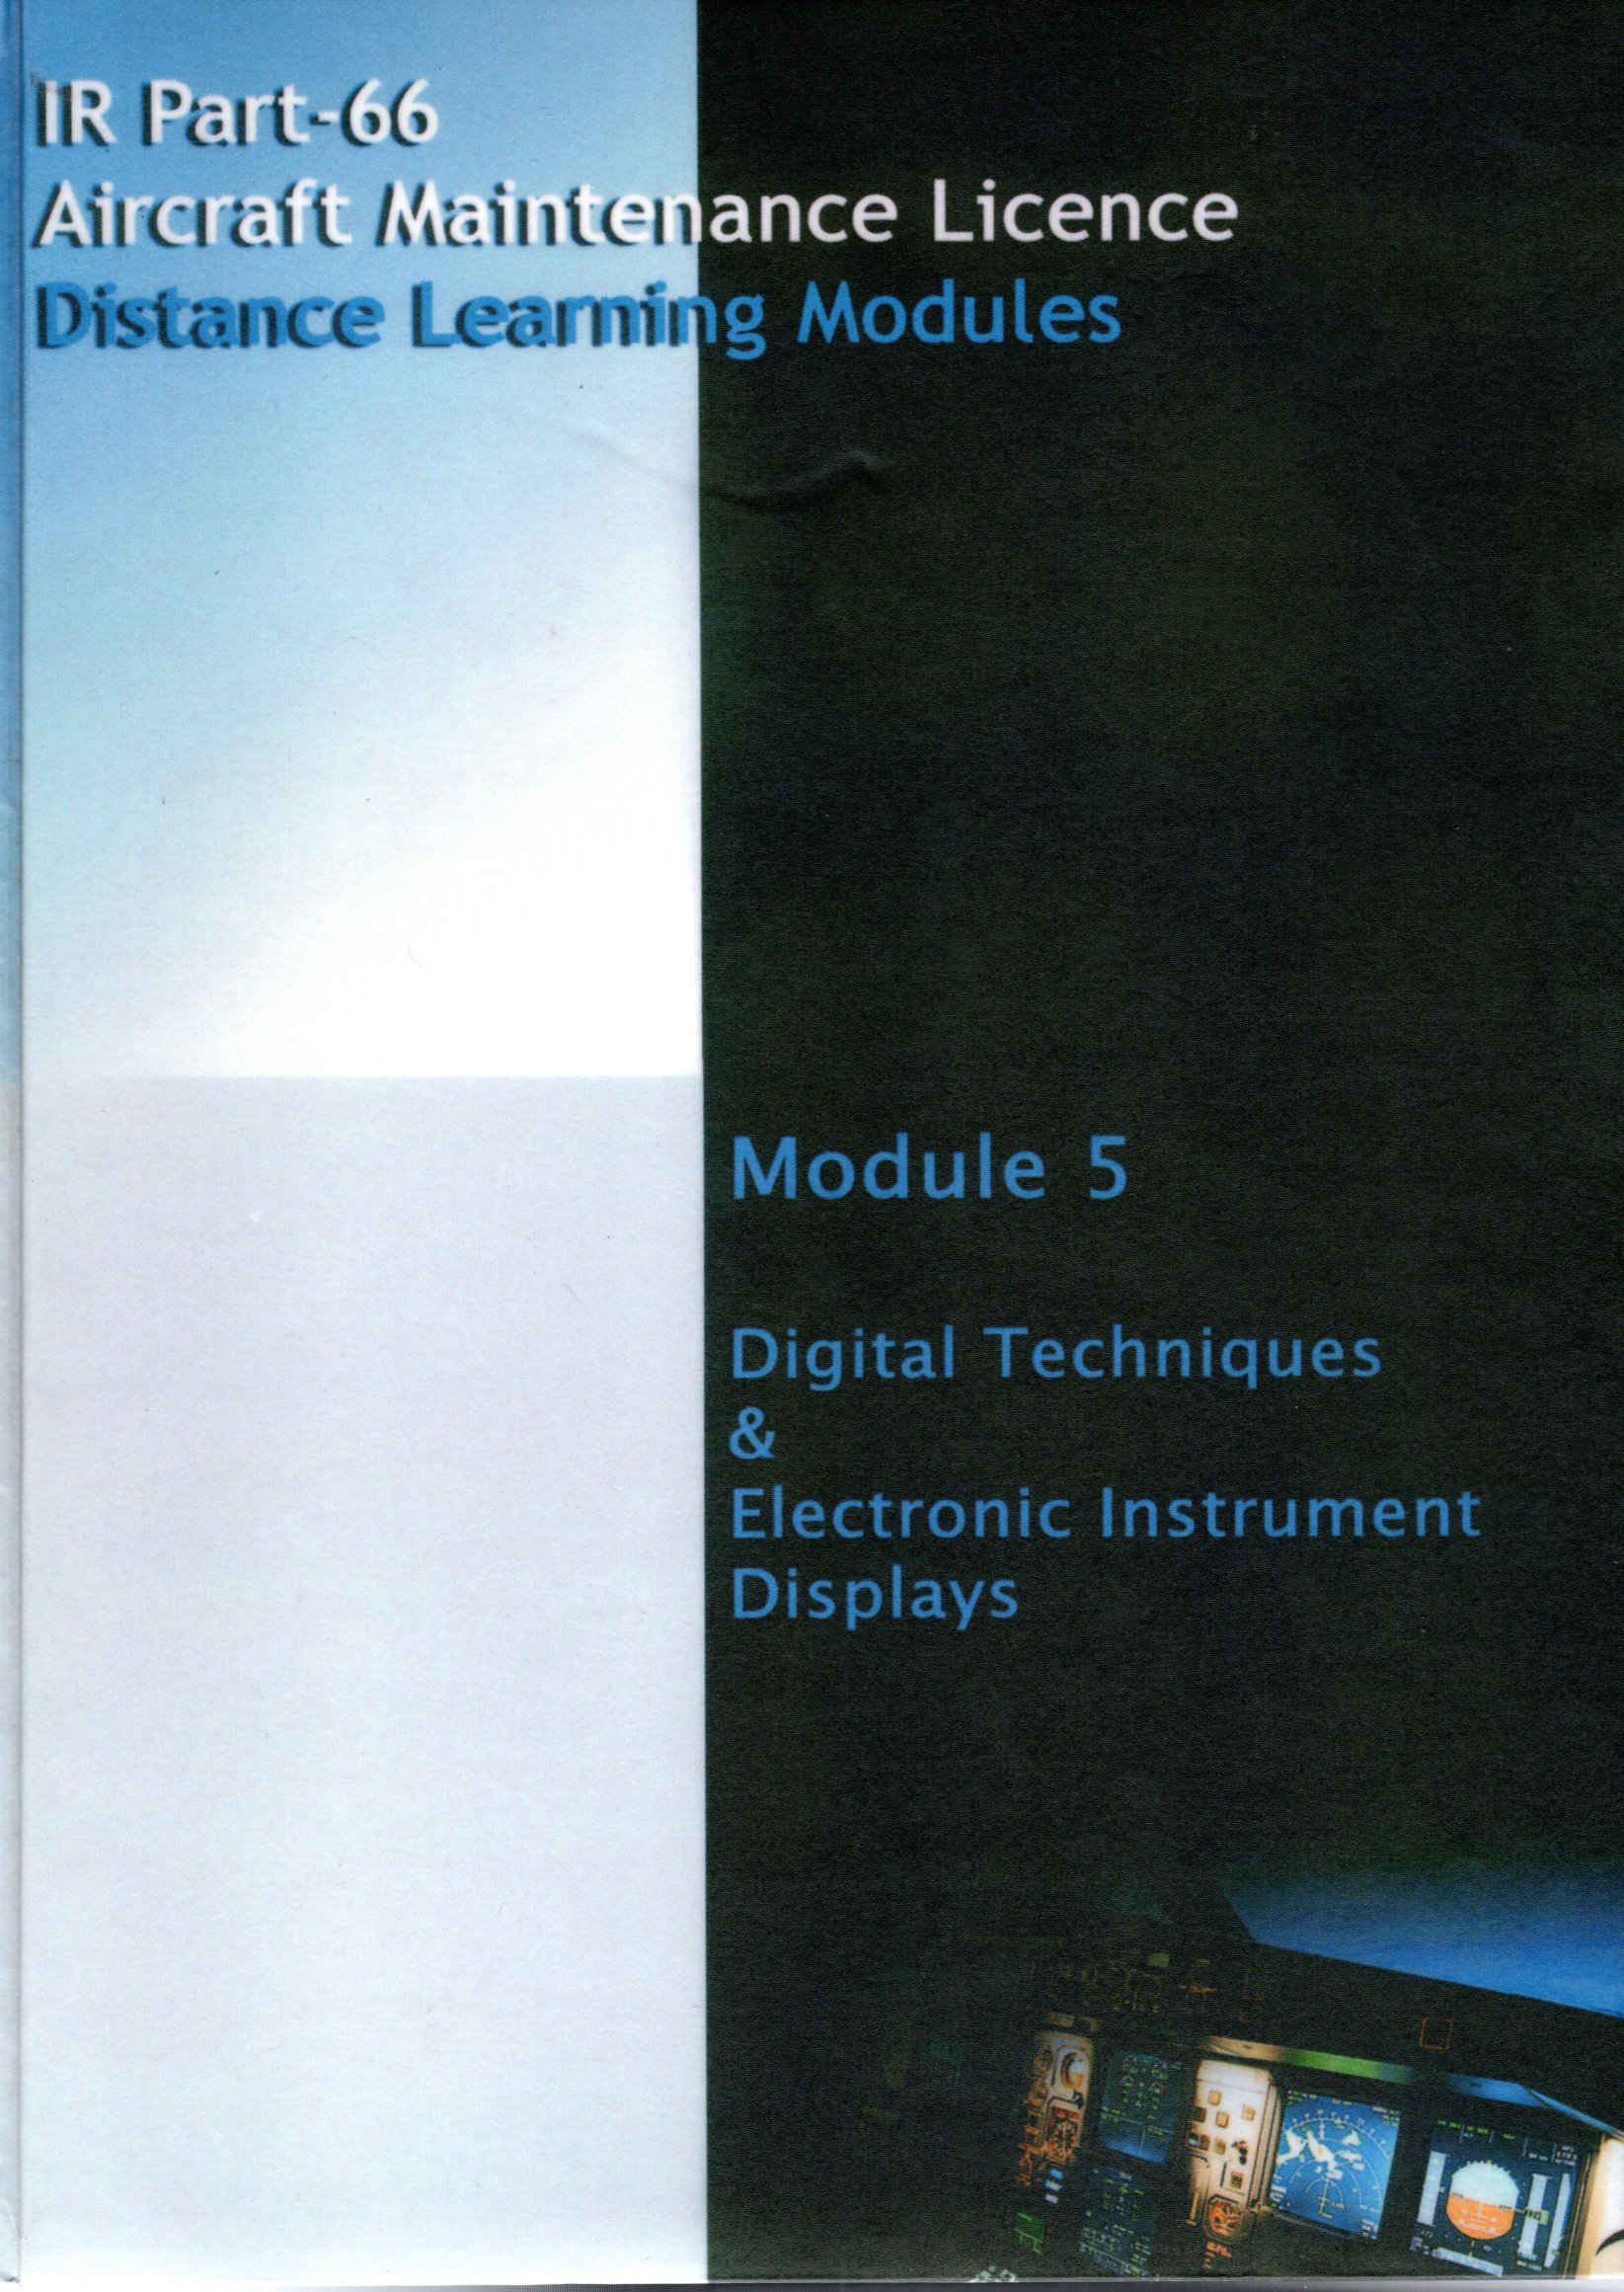 IR Part-66
Aircraft Maintenance Licence
Distance Learning Modules
Module 5
Digital Techniques
&
Electronic Instrument
Displays